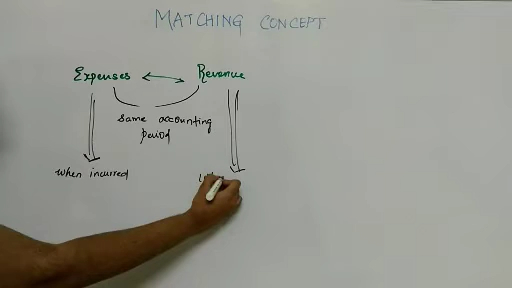 MATCHING CONCEPT
Expenses Revenue
same accounting
period
when incurred